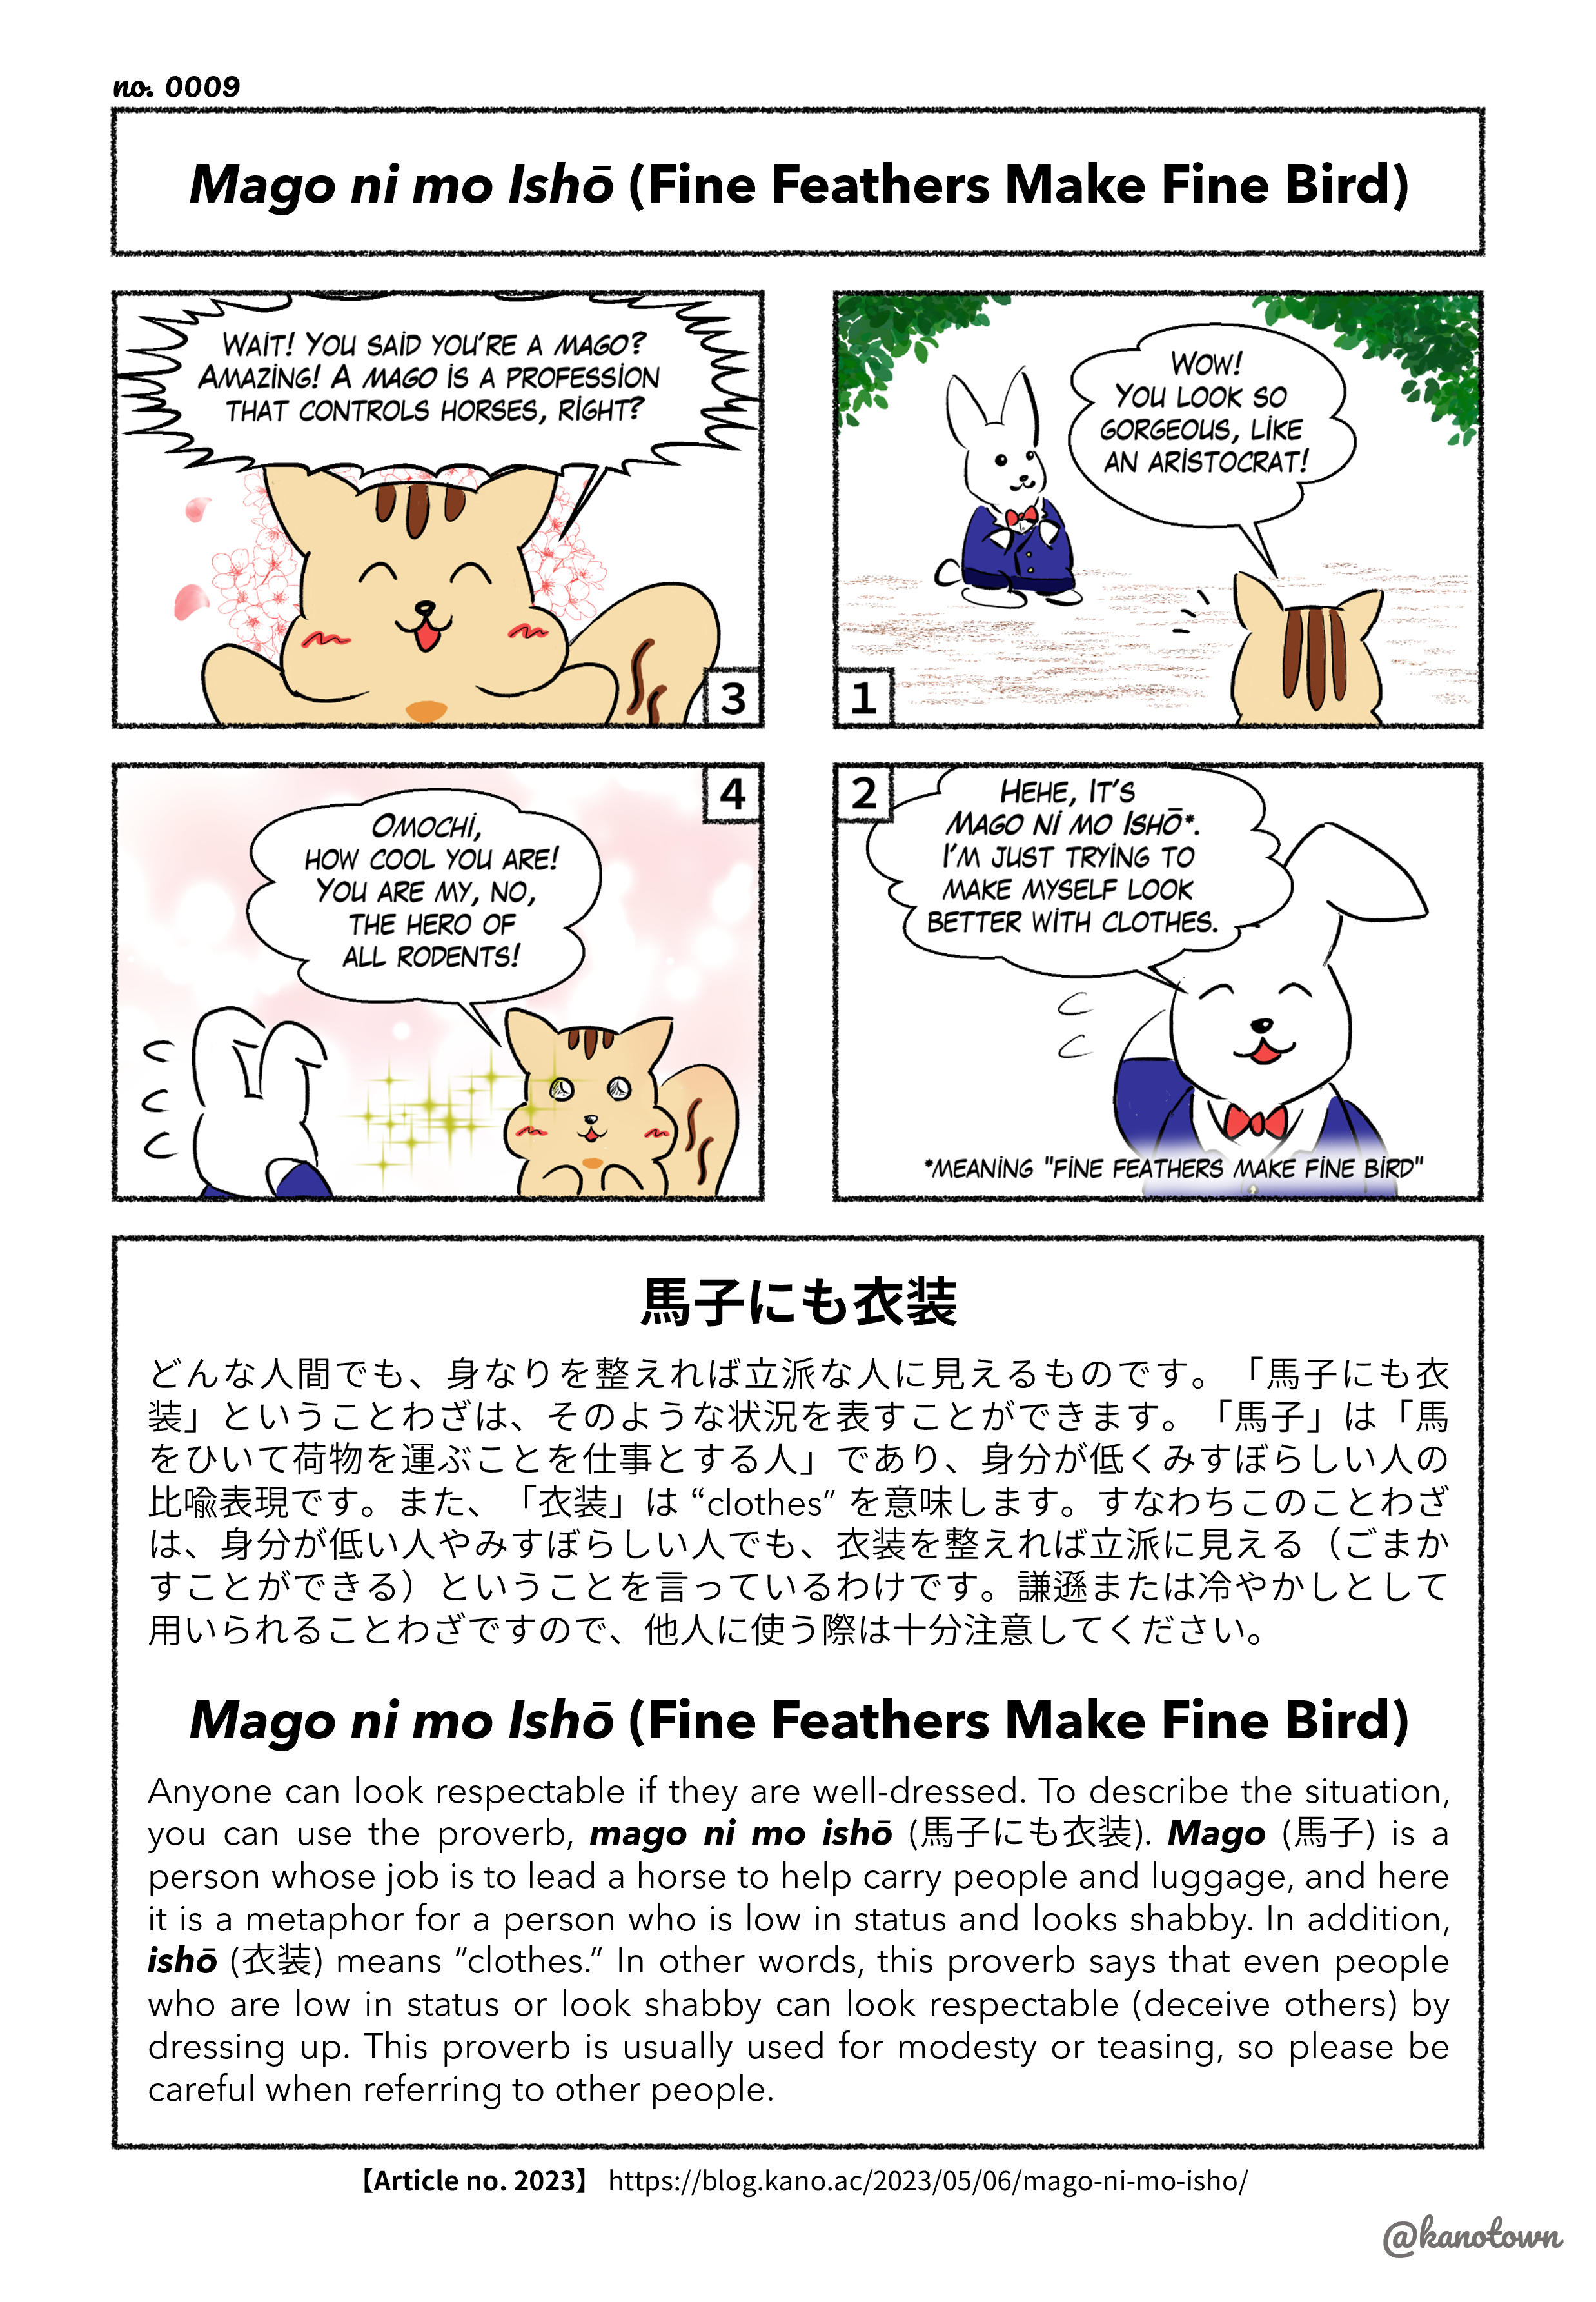 no. 0009
Mago ni mo Ishō (Fine Feathers Make Fine Bird)
WOW!
YOU LOOK SO
GORGEOUS, LIKE
AN ARISTOCRAT!
1
2
HEHE, IT'S
MAGO NI MO ISHŌ*.
I'M JUST TRYING TO
MAKE MYSELF LOOK
BETTER WITH CLOTHES.
*MEANING "FINE FEATHERS MAKE FINE BIRD"
WAIT! YOU SAID YOU'RE A MAGO?
AMAZING! A MAGO IS A PROFESSION
THAT CONTROLS HORSES, RIGHT?
3
4
OMOCHI,
HOW COOL YOU ARE!
YOU ARE MY, NO,
THE HERO OF
ALL RODENTS!
馬子にも衣装
どんな人間でも、身なりを整えれば立派な人に見えるものです。「馬子にも衣
装」ということわざは、そのような状況を表すことができます。「馬子」は「馬
をひいて荷物を運ぶことを仕事とする人」であり、身分が低くみすぼらしい人の
比喩表現です。また、「衣装」は “clothes” を意味します。すなわちこのことわざ
は、身分が低い人やみすぼらしい人でも、衣装を整えれば立派に見える（ごまか
すことができる）ということを言っているわけです。謙遜または冷やかしとして
用いられることわざですので、他人に使う際は十分注意してください。
Mago ni mo Ishō (Fine Feathers Make Fine Bird)
Anyone can look respectable if they are well-dressed. To describe the situation,
you can use the proverb, mago ni mo ishō (馬子にも衣装). Mago (馬子) is a
person whose job is to lead a horse to help carry people and luggage, and here
it is a metaphor for a person who is low in status and looks shabby. In addition,
ishō (衣装) means “clothes.” In other words, this proverb says that even people
who are low in status or look shabby can look respectable (deceive others) by
dressing up. This proverb is usually used for modesty or teasing, so please be
careful when referring to other people.
【Article no. 2023】 https://blog.kano.ac/2023/05/06/mago-ni-mo-isho/
@kanotown